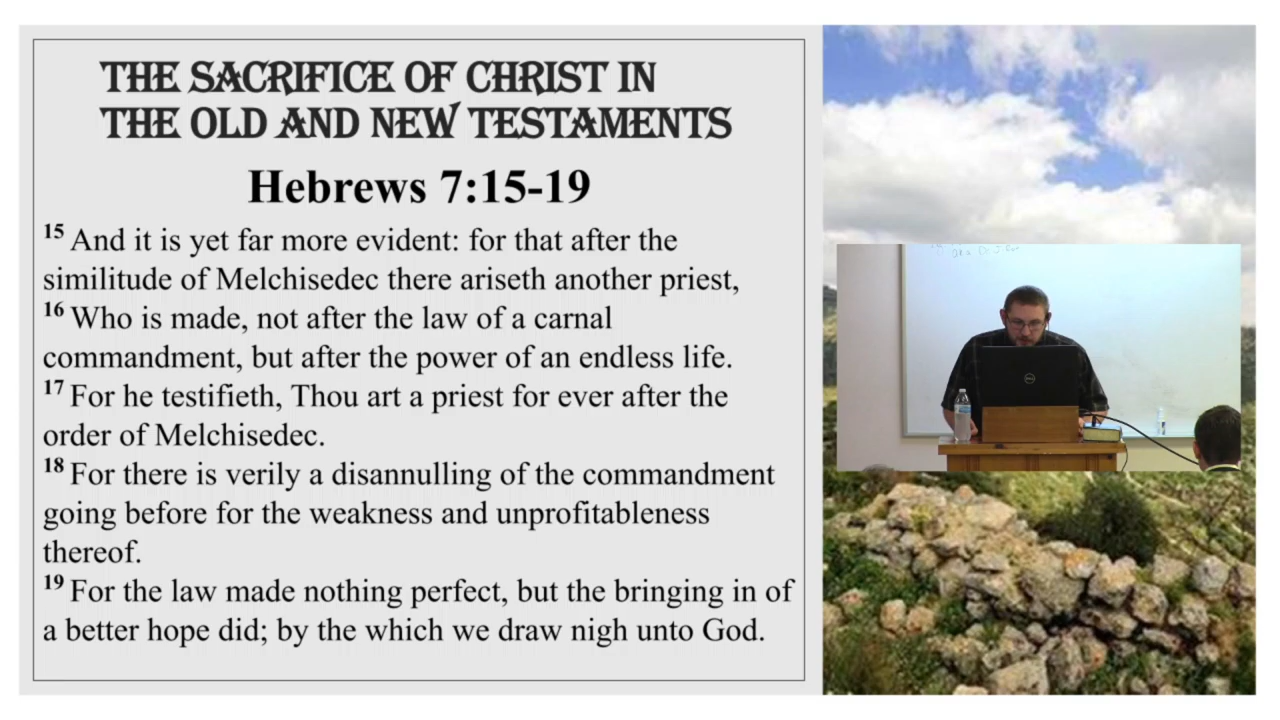 THE SACRIFICE OF CHRIST IN
THE OLD AND NEW TESTAMENTS
Hebrews 7:15-19
15 And it is yet far more evident: for that after the
similitude of Melchisedec there ariseth another priest,
16 Who is made, not after the law of a carnal
commandment, but after the power of an endless life.
17 For he testifieth, Thou art a priest for ever after the
order of Melchisedec.
18 For there is verily a disannulling of the commandment
going before for the weakness and unprofitableness
thereof.
19 For the law made nothing perfect, but the bringing in of
a better hope did; by the which we draw nigh unto God.
DELL